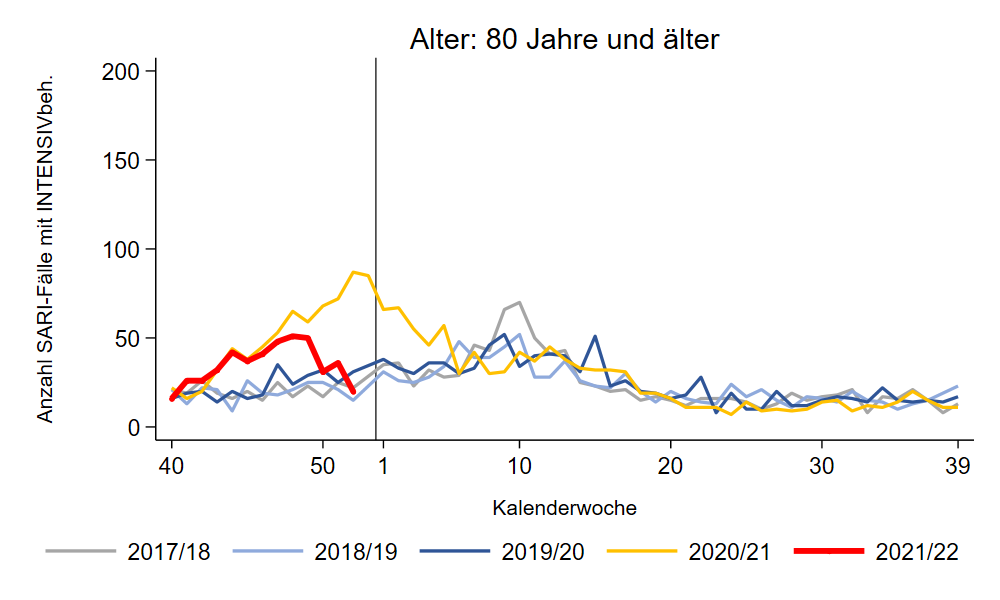 Alter: 80 Jahre und älter
Anzahl SARI-Fälle mit INTENSIVbeh.
200
150
100
50
0
40 50 1 10 20 30 39
Kalenderwoche
2017/18 2018/19 2019/20 2020/21 2021/22